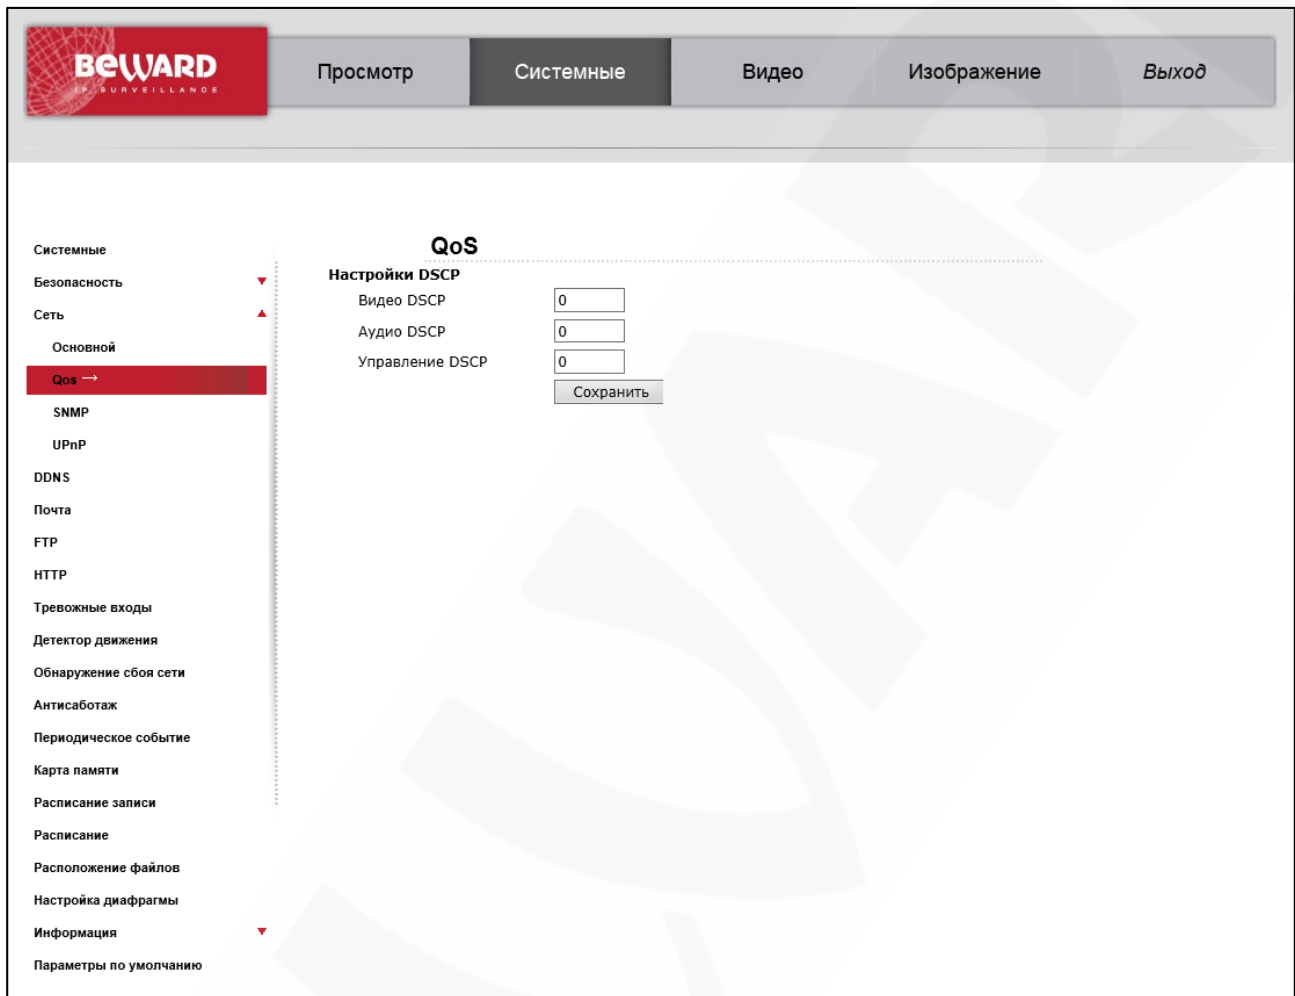 BEWARD
IP SURVEILLANCE
Просмотр
Системные
Видео
Изображение
Выход
QoS
Настройки DSCP
Видео DSCP 0
Аудио DSCP 0
Управление DSCP 0
Сохранить
Системные
Безопасность
Сеть
Основной
Qos →
SNMP
UPnP
DDNS
Почта
FTP
HTTP
Тревожные входы
Детектор движения
Обнаружение сбоя сети
Антисаботаж
Периодическое событие
Карта памяти
Расписание записи
Расписание
Расположение файлов
Настройка диафрагмы
Информация
Параметры по умолчанию